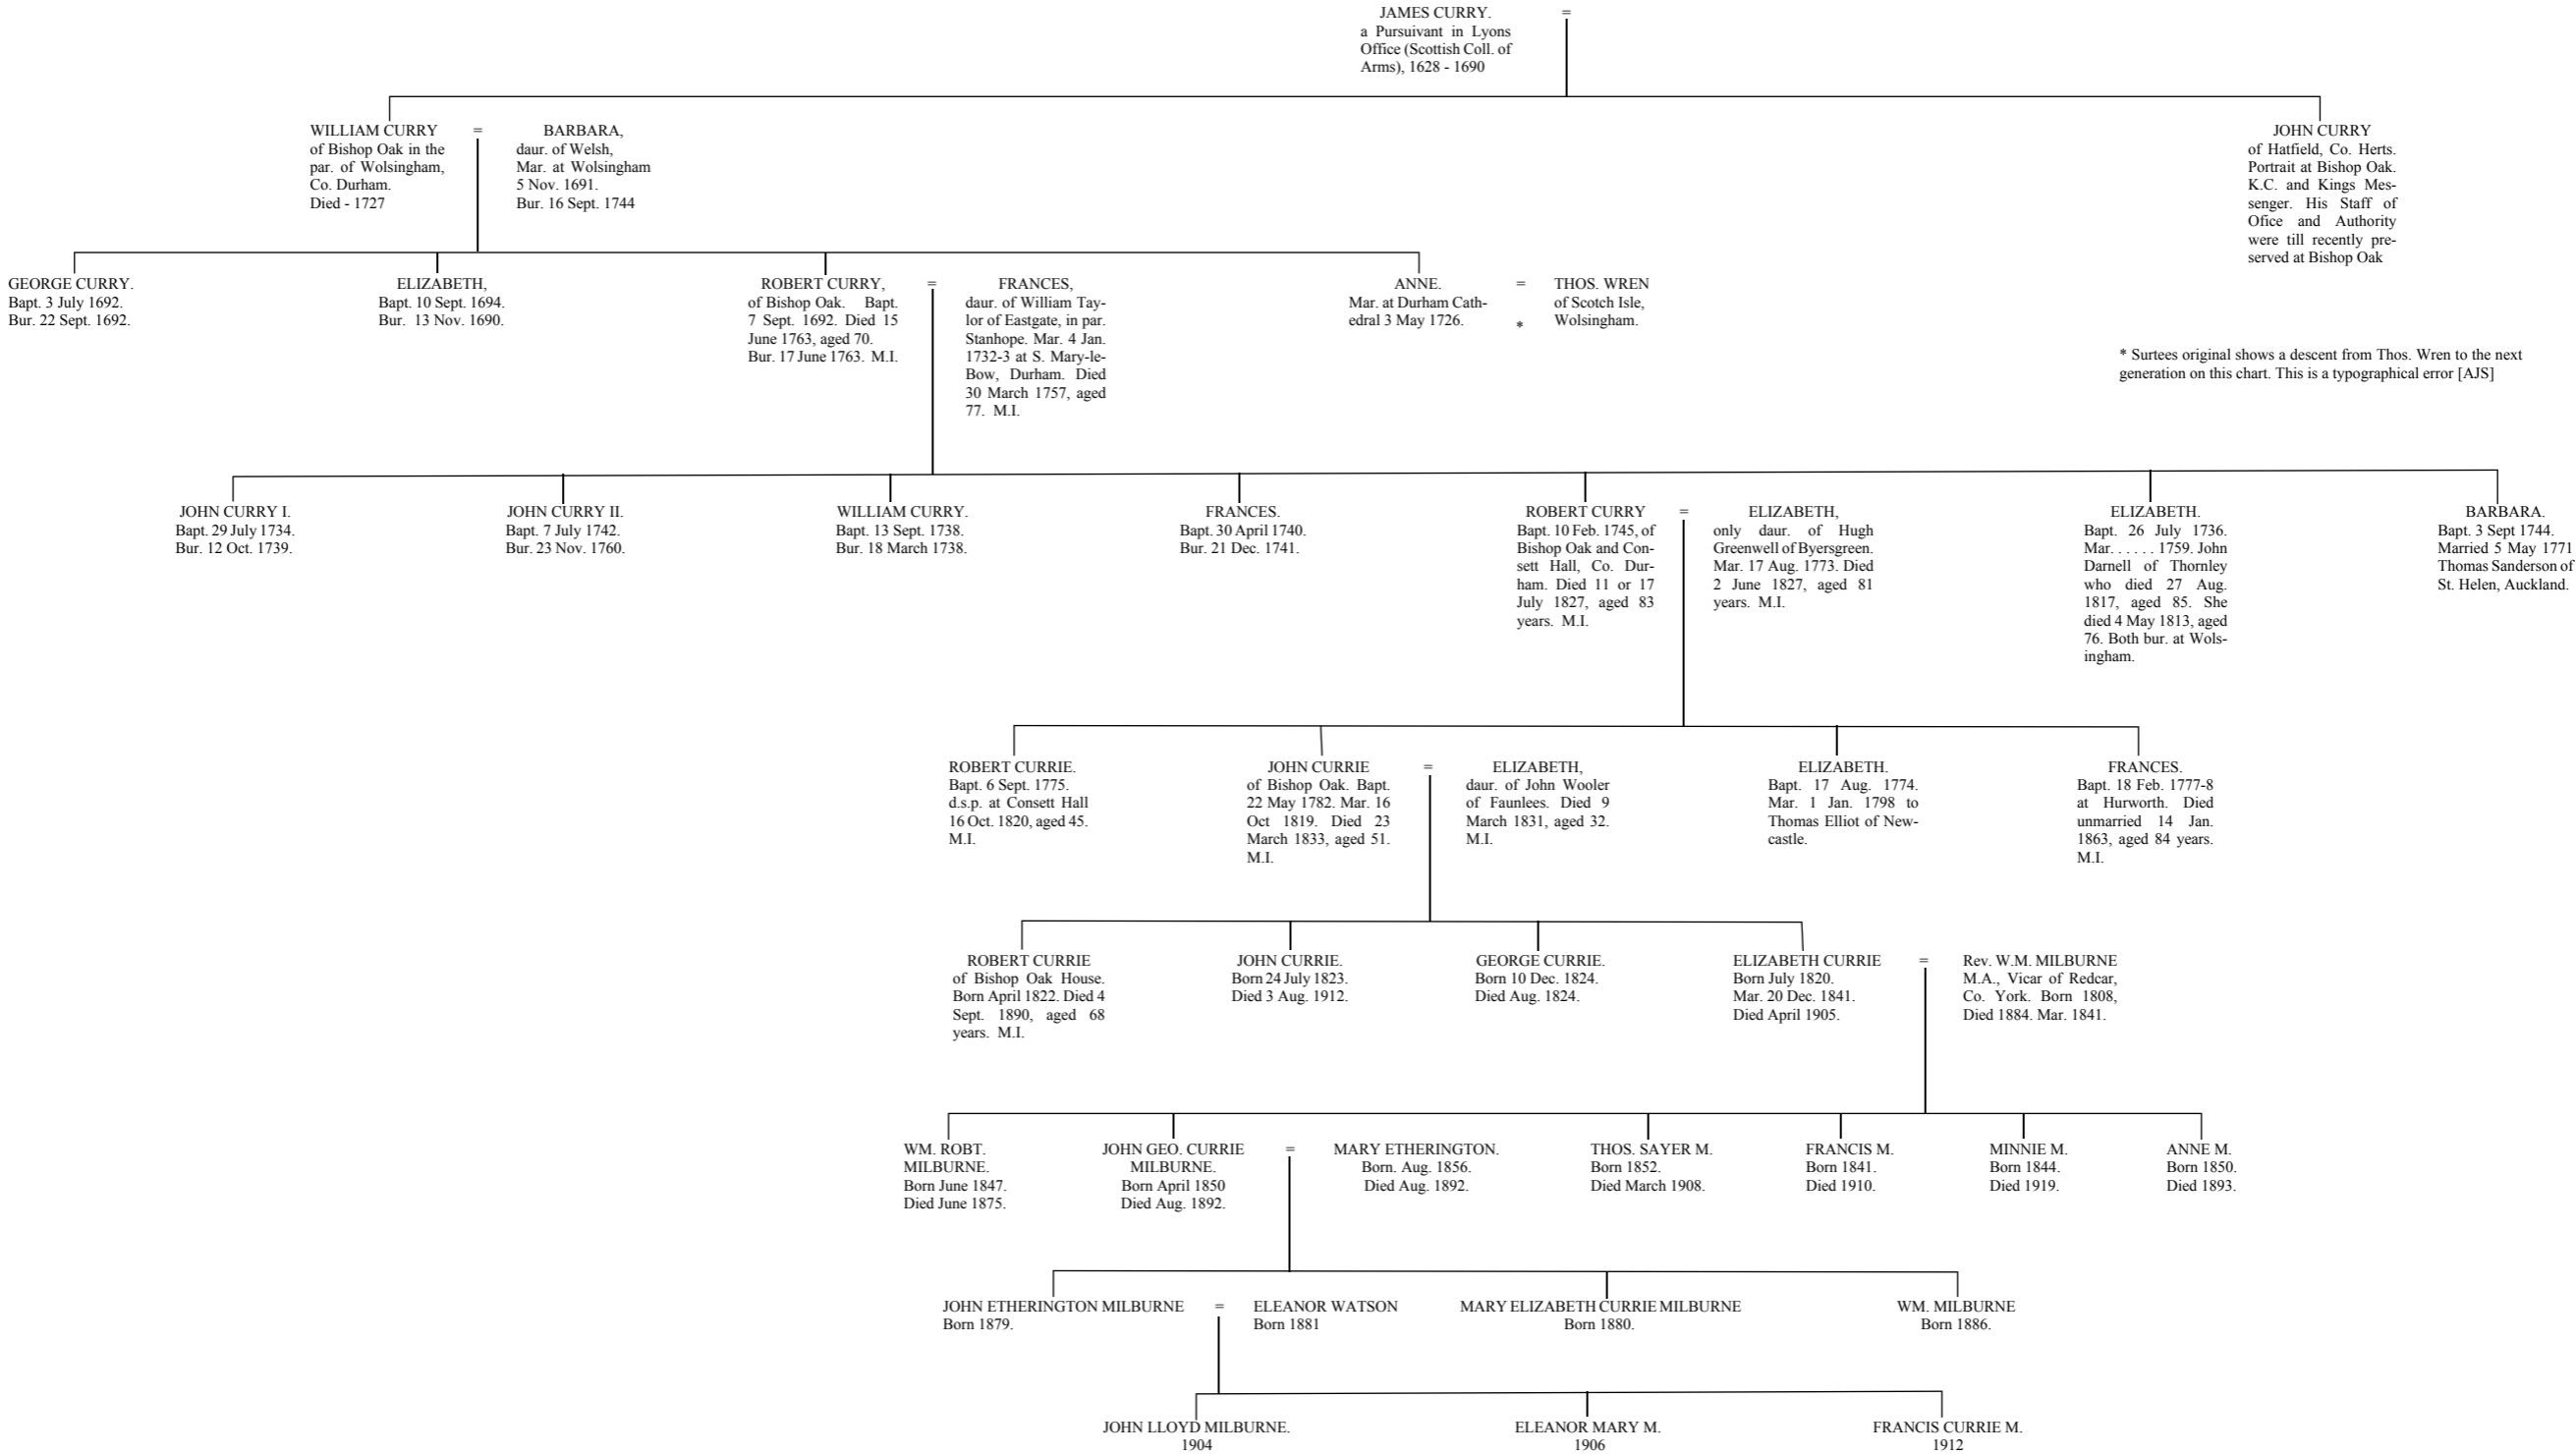 JAMES CURRY. =
a Pursuivant in Lyons
Office (Scottish Coll. of
Arms), 1628 - 1690
WILLIAM CURRY
of Bishop Oak in the
par. of Wolsingham,
Co. Durham.
Died - 1727
=
BARBARA,
daur. of Welsh,
Mar. at Wolsingham
5 Nov. 1691.
Bur. 16 Sept. 1744
JOHN CURRY
of Hatfield, Co. Herts.
Portrait at Bishop Oak.
K.C. and Kings Mes-
senger. His Staff of
Ofice and Authority
were till recently pre-
served at Bishop Oak
GEORGE CURRY.
Bapt. 3 July 1692.
Bur. 22 Sept. 1692.
ELIZABETH,
Bapt. 10 Sept. 1694.
Bur. 13 Nov. 1690.
ROBERT CURRY,
of Bishop Oak. Bapt.
7 Sept. 1692. Died 15
June 1763, aged 70.
Bur. 17 June 1763. M.I.
=
FRANCES,
daur. of William Tay-
lor of Eastgate, in par.
Stanhope. Mar. 4 Jan.
1732-3 at S. Mary-le-
Bow, Durham. Died
30 March 1757, aged
77. M.I.
ANNE.
Mar. at Durham Cath-
edral 3 May 1726.
=
*
THOS. WREN
of Scotch Isle,
Wolsingham.
* Surtees original shows a descent from Thos. Wren to the next
generation on this chart. This is a typographical error [AJS]
JOHN CURRY I.
Bapt. 29 July 1734.
Bur. 12 Oct. 1739.
JOHN CURRY II.
Bapt. 7 July 1742.
Bur. 23 Nov. 1760.
WILLIAM CURRY.
Bapt. 13 Sept. 1738.
Bur. 18 March 1738.
FRANCES.
Bapt. 30 April 1740.
Bur. 21 Dec. 1741.
ROBERT CURRY
Bapt. 10 Feb. 1745, of
Bishop Oak and Con-
sett Hall, Co. Dur-
ham. Died 11 or 17
July 1827, aged 83
years. M.I.
=
ELIZABETH,
only daur. of Hugh
Greenwell of Byersgreen.
Mar. 17 Aug. 1773. Died
2 June 1827, aged 81
years. M.I.
ELIZABETH.
Bapt. 26 July 1736.
Mar. . . . . . 1759. John
Darnell of Thornley
who died 27 Aug.
1817, aged 85. She
died 4 May 1813, aged
76. Both bur. at Wols-
ingham.
BARBARA.
Bapt. 3 Sept 1744.
Married 5 May 1771
Thomas Sanderson of
St. Helen, Auckland.
ROBERT CURRIE.
Bapt. 6 Sept. 1775.
d.s.p. at Consett Hall
16 Oct. 1820, aged 45.
M.I.
JOHN CURRIE
of Bishop Oak. Bapt.
22 May 1782. Mar. 16
Oct 1819. Died 23
March 1833, aged 51.
M.I.
=
ELIZABETH,
daur. of John Wooler
of Faunlees. Died 9
March 1831, aged 32.
M.I.
ELIZABETH.
Bapt. 17 Aug. 1774.
Mar. 1 Jan. 1798 to
Thomas Elliot of New-
castle.
FRANCES.
Bapt. 18 Feb. 1777-8
at Hurworth. Died
unmarried 14 Jan.
1863, aged 84 years.
M.I.
ROBERT CURRIE
of Bishop Oak House.
Born April 1822. Died 4
Sept. 1890, aged 68
years. M.I.
JOHN CURRIE.
Born 24 July 1823.
Died 3 Aug. 1912.
GEORGE CURRIE.
Born 10 Dec. 1824.
Died Aug. 1824.
ELIZABETH CURRIE
Born July 1820.
Mar. 20 Dec. 1841.
Died April 1905.
=
Rev. W.M. MILBURNE
M.A., Vicar of Redcar,
Co. York. Born 1808,
Died 1884. Mar. 1841.
WM. ROBT.
MILBURNE.
Born June 1847.
Died June 1875.
JOHN GEO. CURRIE
MILBURNE.
Born April 1850
Died Aug. 1892.
=
MARY ETHERINGTON.
Born. Aug. 1856.
Died Aug. 1892.
THOS. SAYER M.
Born 1852.
Died March 1908.
FRANCIS M.
Born 1841.
Died 1910.
MINNIE M.
Born 1844.
Died 1919.
ANNE M.
Born 1850.
Died 1893.
JOHN ETHERINGTON MILBURNE
Born 1879.
=
ELEANOR WATSON
Born 1881
MARY ELIZABETH CURRIE MILBURNE
Born 1880.
WM. MILBURNE
Born 1886.
JOHN LLOYD MILBURNE.
1904
ELEANOR MARY M.
1906
FRANCIS CURRIE M.
1912